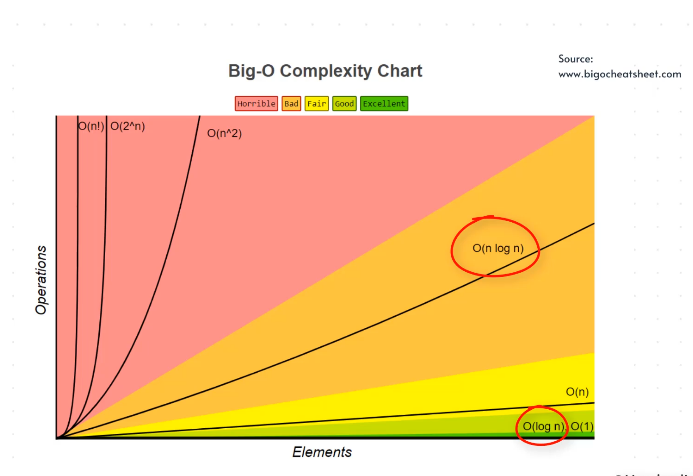 Source:
www.bigocheatsheet.com
Big-O Complexity Chart
Horrible Bad Fair Good Excellent
O(n!) O(2^n) O(n^2)
O(n log n)
O(n)
O(log n) O(1)
Operations
Elements